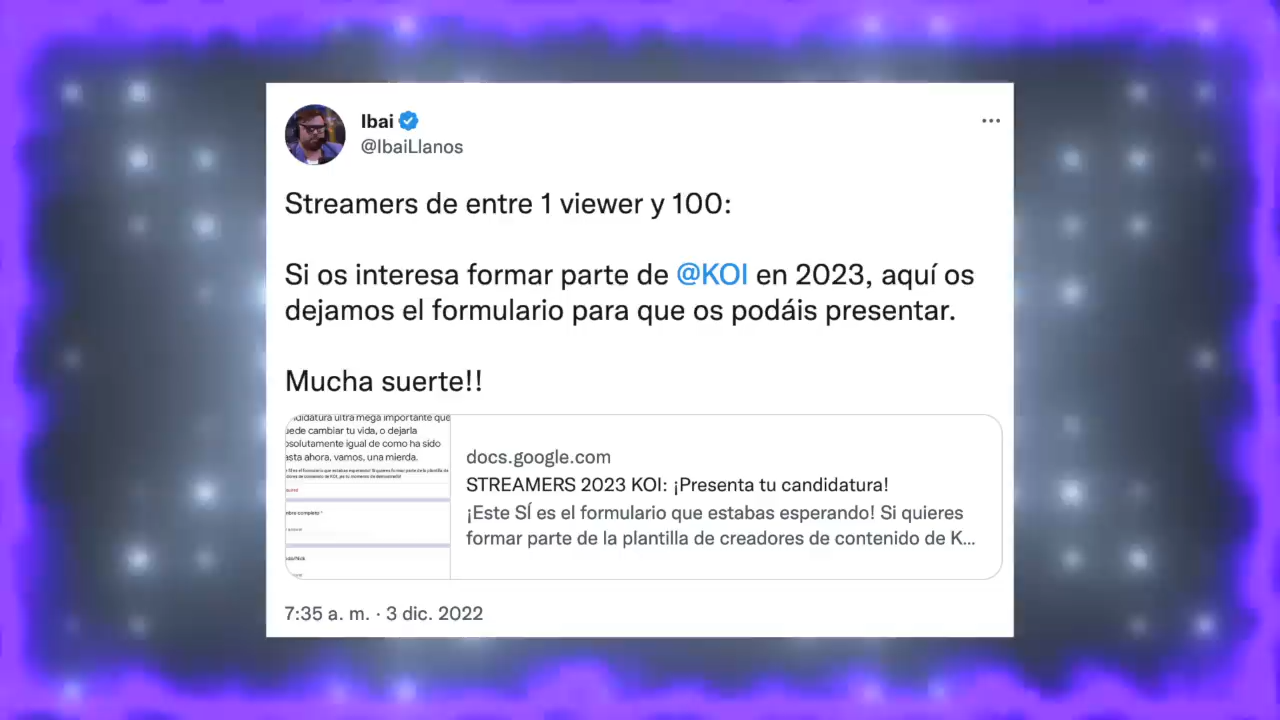 Ibai
@IbaiLlanos
Streamers de entre 1 viewer y 100:
Si os interesa formar parte de @KOI en 2023, aquí os
dejamos el formulario para que os podáis presentar.
Mucha suerte!!
ultra mega importante que
cambiar tu vida, o dejarla
igual de como ha sido
ahora, vamos, una mierda.
docs.google.com
STREAMERS 2023 KOI: ¡Presenta tu candidatura!
¡Este SÍ es el formulario que estabas esperando! Si quieres
formar parte de la plantilla de creadores de contenido de K...
7:35 a. m. · 3 dic. 2022